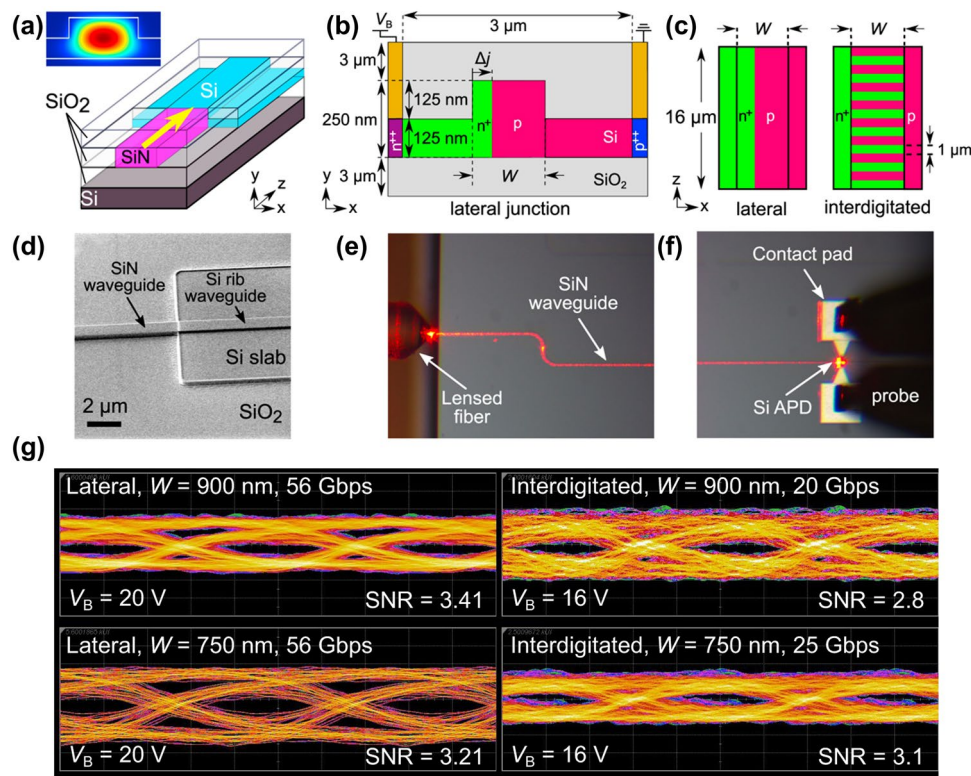 (a)
SiO2
Si
SiN
Si
y
z
x
(b)
VB
3 µm
3 µm
Δj
125 nm
250 nm
125 nm
n++
n+
p
Si
p++
3 µm
W
SiO2
y
x
lateral junction
(c)
W
W
16 µm
n+
p
n+
p
1 µm
z
x
lateral
interdigitated
(d)
SiN
waveguide
Si rib
waveguide
Si slab
2 µm
SiO2
(e)
SiN
waveguide
Lensed
fiber
(f)
Contact pad
Si APD
probe
(g)
Lateral, W = 900 nm, 56 Gbps
VB = 20 V
SNR = 3.41
Interdigitated, W = 900 nm, 20 Gbps
VB = 16 V
SNR = 2.8
Lateral, W = 750 nm, 56 Gbps
VB = 20 V
SNR = 3.21
Interdigitated, W = 750 nm, 25 Gbps
VB = 16 V
SNR = 3.1